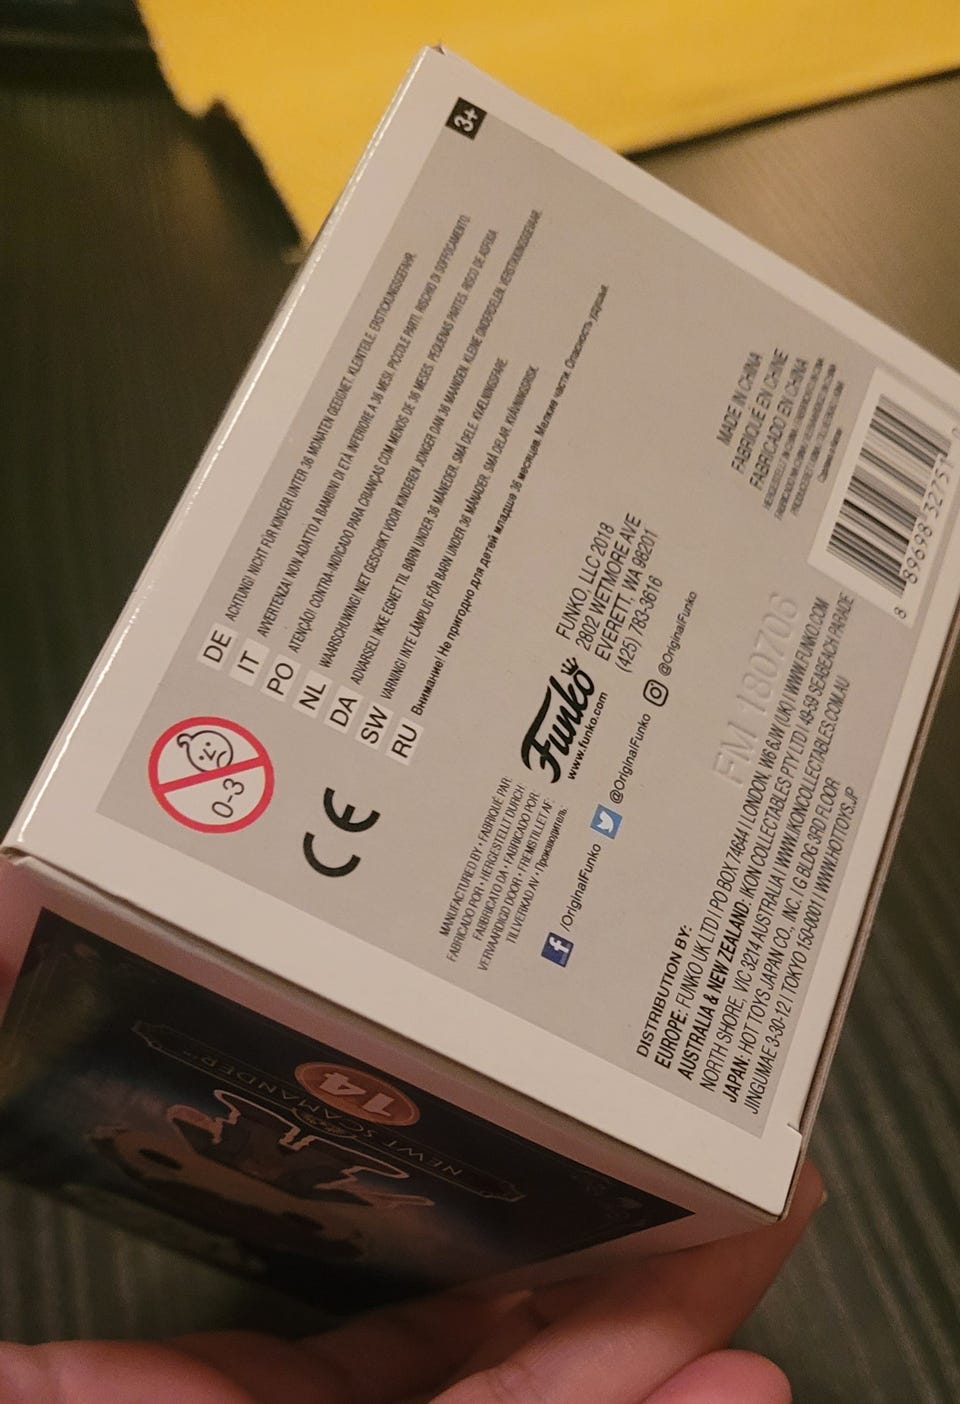 3+
DE ACHTUNG! NICHT FÜR KINDER UNTER 36 MONATEN GEEIGNET. KLEINTEILE. ERSTICKUNGSGEFAHR.
IT AVVERTENZA! NON ADATTO A BAMBINI DI ETÀ INFERIORE A 36 MESI. PICCOLE PARTI. RISCHIO DI SOFFOCAMENTO.
PO ATENÇÃO! CONTRA-INDICADO PARA CRIANÇAS COM MENOS DE 36 MESES. PEQUENAS PARTES. RISCO DE ASFIXIA.
NL WAARSCHUWING! NIET GESCHIKT VOOR KINDEREN JONGER DAN 36 MAANDEN. KLEINE ONDERDELEN. VERSTIKKINGSGEVAAR.
DA ADVARSEL! IKKE EGNET TIL BØRN UNDER 36 MÅNEDER. SMÅ DELE. KVÆLNINGSFARE.
SW VARNING! INTE LÄMPLIG FÖR BARN UNDER 36 MÅNADER. SMÅ DELAR. KVÄVNINGSRISK.
RU Внимание! Не пригодно для детей младше 36 месяцев. Мелкие части. Опасность удушья.
0-3
CE
MANUFACTURED BY • FABRIQUÉ PAR:
FABRICADO POR • HERGESTELLT DURCH:
FABBRICATO DA • FABRICADO POR:
VERVAARDIGD DOOR • FREMSTILLET AF:
TILLVERKAD AV • Производитель:
Funko
www.funko.com
FUNKO, LLC 2018
2802 WETMORE AVE
EVERETT, WA 98201
(425) 783-3616
f /OriginalFunko
@OriginalFunko
@OriginalFunko
MADE IN CHINA
FABRIQUÉ EN CHINE
FABRICADO EN CHINA
8 89698 32751 0
FM 180706
DISTRIBUTION BY:
EUROPE: FUNKO UK LTD | PO BOX 74644 | LONDON, W6 6JW (UK) | WWW.FUNKO.COM
AUSTRALIA & NEW ZEALAND: IKON COLLECTABLES PTY LTD | 49-59 SEABEACH PARADE
NORTH SHORE, VIC 3214 AUSTRALIA | WWW.IKONCOLLECTABLES.COM.AU
JAPAN: HOT TOYS JAPAN CO., INC. | G BLDG 3RD FLOOR
JINGUMAE 3-30-12 | TOKYO 150-0001 | WWW.HOTTOYS.JP
14
NEWT SCAMANDER™